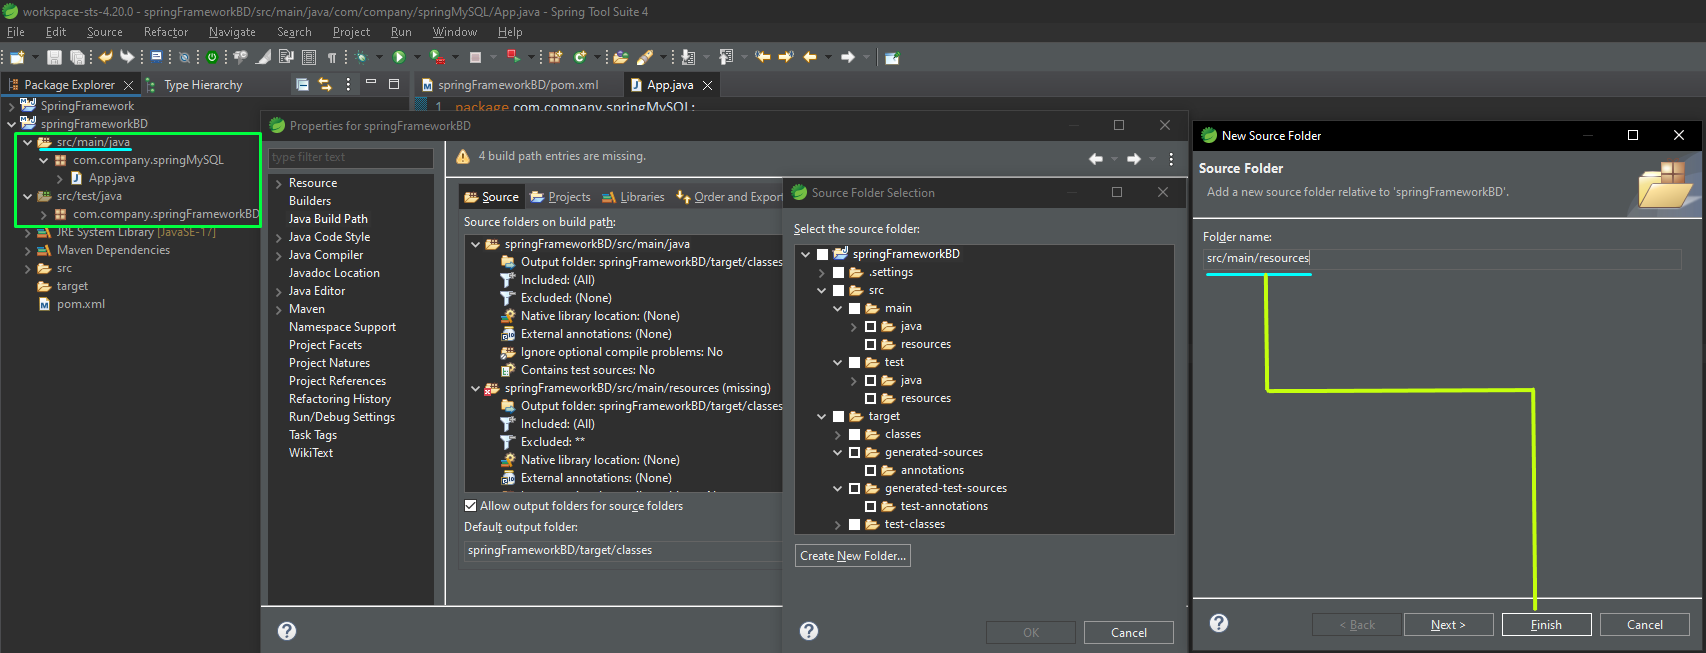 workspace-sts-4.20.0 - springFrameworkBD/src/main/java/com/company/springMySQL/App.java - Spring Tool Suite 4
File Edit Source Refactor Navigate Search Project Run Window Help
Package Explorer
Type Hierarchy
springFrameworkBD/pom.xml
App.java
SpringFramework
springFrameworkBD
src/main/java
com.company.springMySQL
App.java
src/test/java
com.company.springFrameworkBD
JRE System Library [JavaSE-17]
Maven Dependencies
src
target
pom.xml
1 package com.company.springMySQL;
Properties for springFrameworkBD
type filter text
Resource
Builders
Java Build Path
Java Code Style
Java Compiler
Javadoc Location
Java Editor
Maven
Namespace Support
Project Facets
Project Natures
Project References
Refactoring History
Run/Debug Settings
Task Tags
WikiText
4 build path entries are missing.
Source Projects Libraries Order and Export
Source folders on build path:
springFrameworkBD/src/main/java
Output folder: springFrameworkBD/target/classes
Included: (All)
Excluded: (None)
Native library location: (None)
External annotations: (None)
Ignore optional compile problems: No
Contains test sources: No
springFrameworkBD/src/main/resources (missing)
Output folder: springFrameworkBD/target/classes
Included: (All)
Excluded: **
Native library location: (None)
External annotations: (None)
Allow output folders for source folders
Default output folder:
springFrameworkBD/target/classes
Source Folder Selection
Select the source folder:
springFrameworkBD
.settings
src
main
java
resources
test
java
resources
target
classes
generated-sources
annotations
generated-test-sources
test-annotations
test-classes
Create New Folder...
OK
Cancel
New Source Folder
Source Folder
Add a new source folder relative to 'springFrameworkBD'.
Folder name:
src/main/resources
< Back
Next >
Finish
Cancel